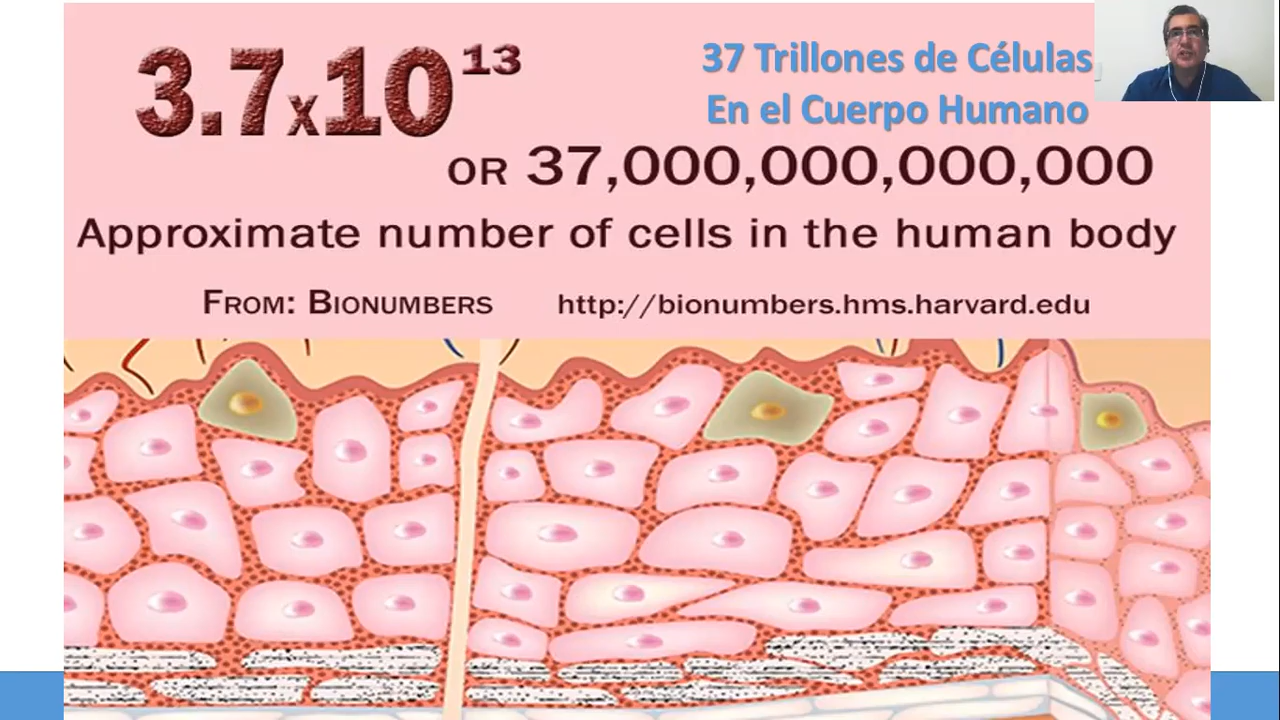 3.7x10¹³
37 Trillones de Células
En el Cuerpo Humano
OR 37,000,000,000,000
Approximate number of cells in the human body
FROM: BIONUMBERS http://bionumbers.hms.harvard.edu